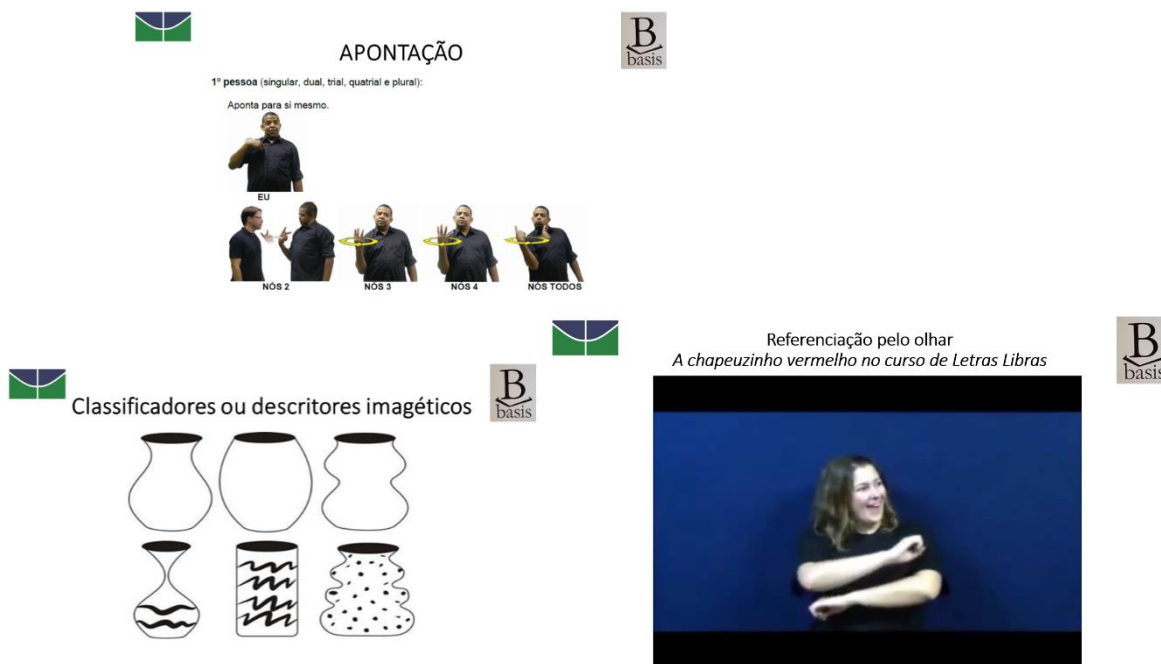 B
basis
APONTAÇÃO
1º pessoa (singular, dual, trial, quatrial e plural):
Aponta para si mesmo.
EU
NÓS 2 NÓS 3 NÓS 4 NÓS TODOS
B
basis
Classificadores ou descritores imagéticos
B
basis
Referenciação pelo olhar
A chapeuzinho vermelho no curso de Letras Libras